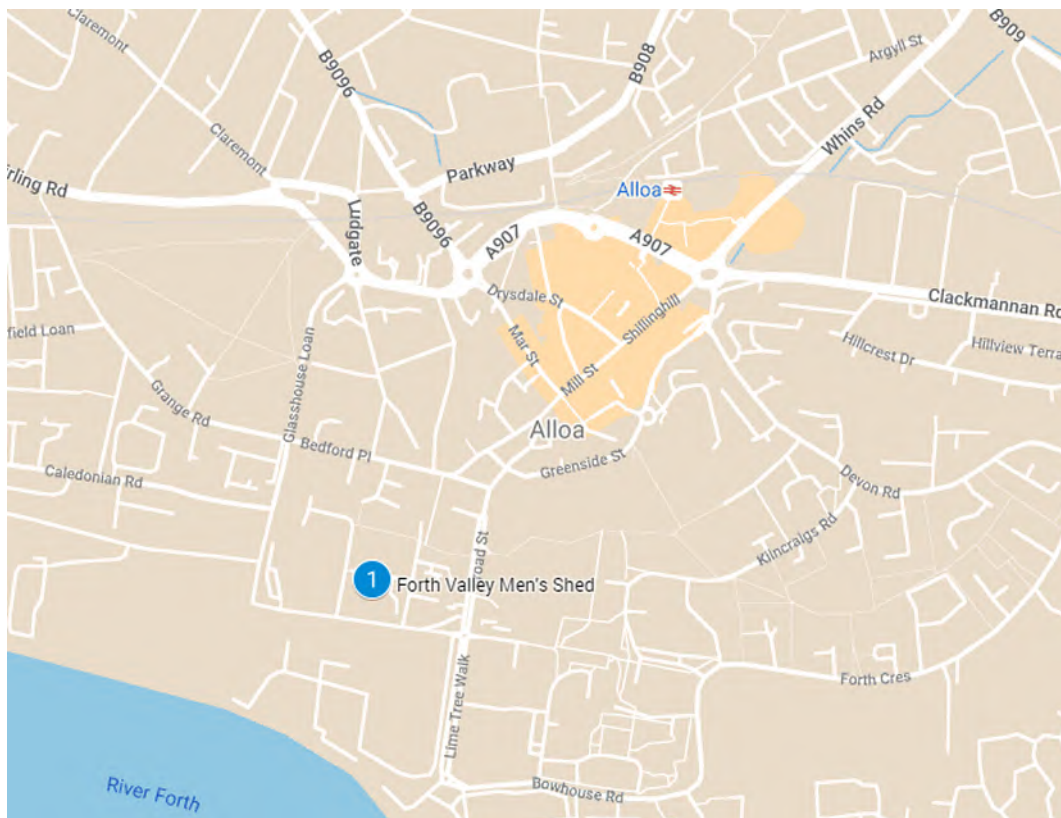 Claremont
B9096
B908
Argyll St
B909
Whins Rd
Claremont
Parkway
irling Rd
Alloa
Ludgate
B9096
A907
A907
Drysdale St
Shillinghill
Clackmannan Rd
field Loan
Mar St
Hillcrest Dr
Hillview Terra
Glasshouse Loan
Mill St
Grange Rd
Alloa
Bedford Pl
Greenside St
Caledonian Rd
Devon Rd
Kilncraigs Rd
road St
1 Forth Valley Men's Shed
Lime Tree Walk
Forth Cres
River Forth
Bowhouse Rd